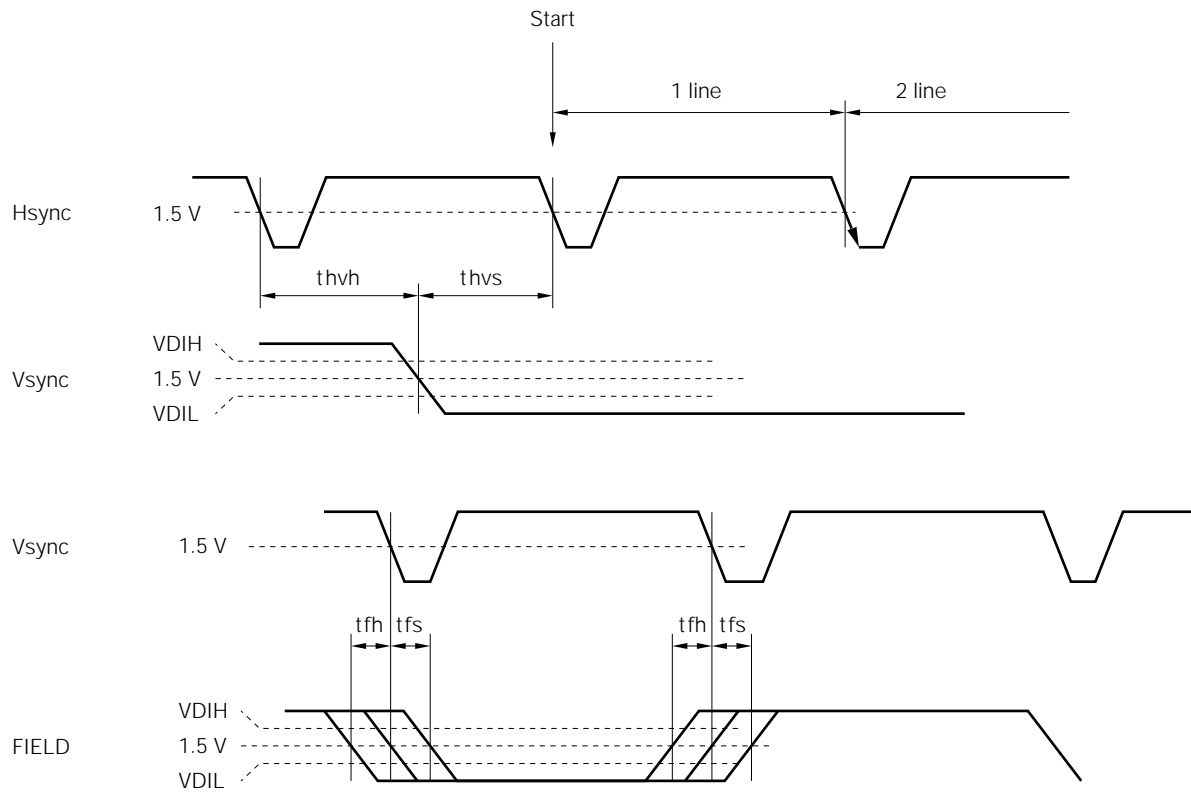 Start
1 line 2 line
Hsync 1.5 V
thvh thvs
VDIH
Vsync 1.5 V
VDIL
Vsync 1.5 V
tfh tfs tfh tfs
VDIH
FIELD 1.5 V
VDIL